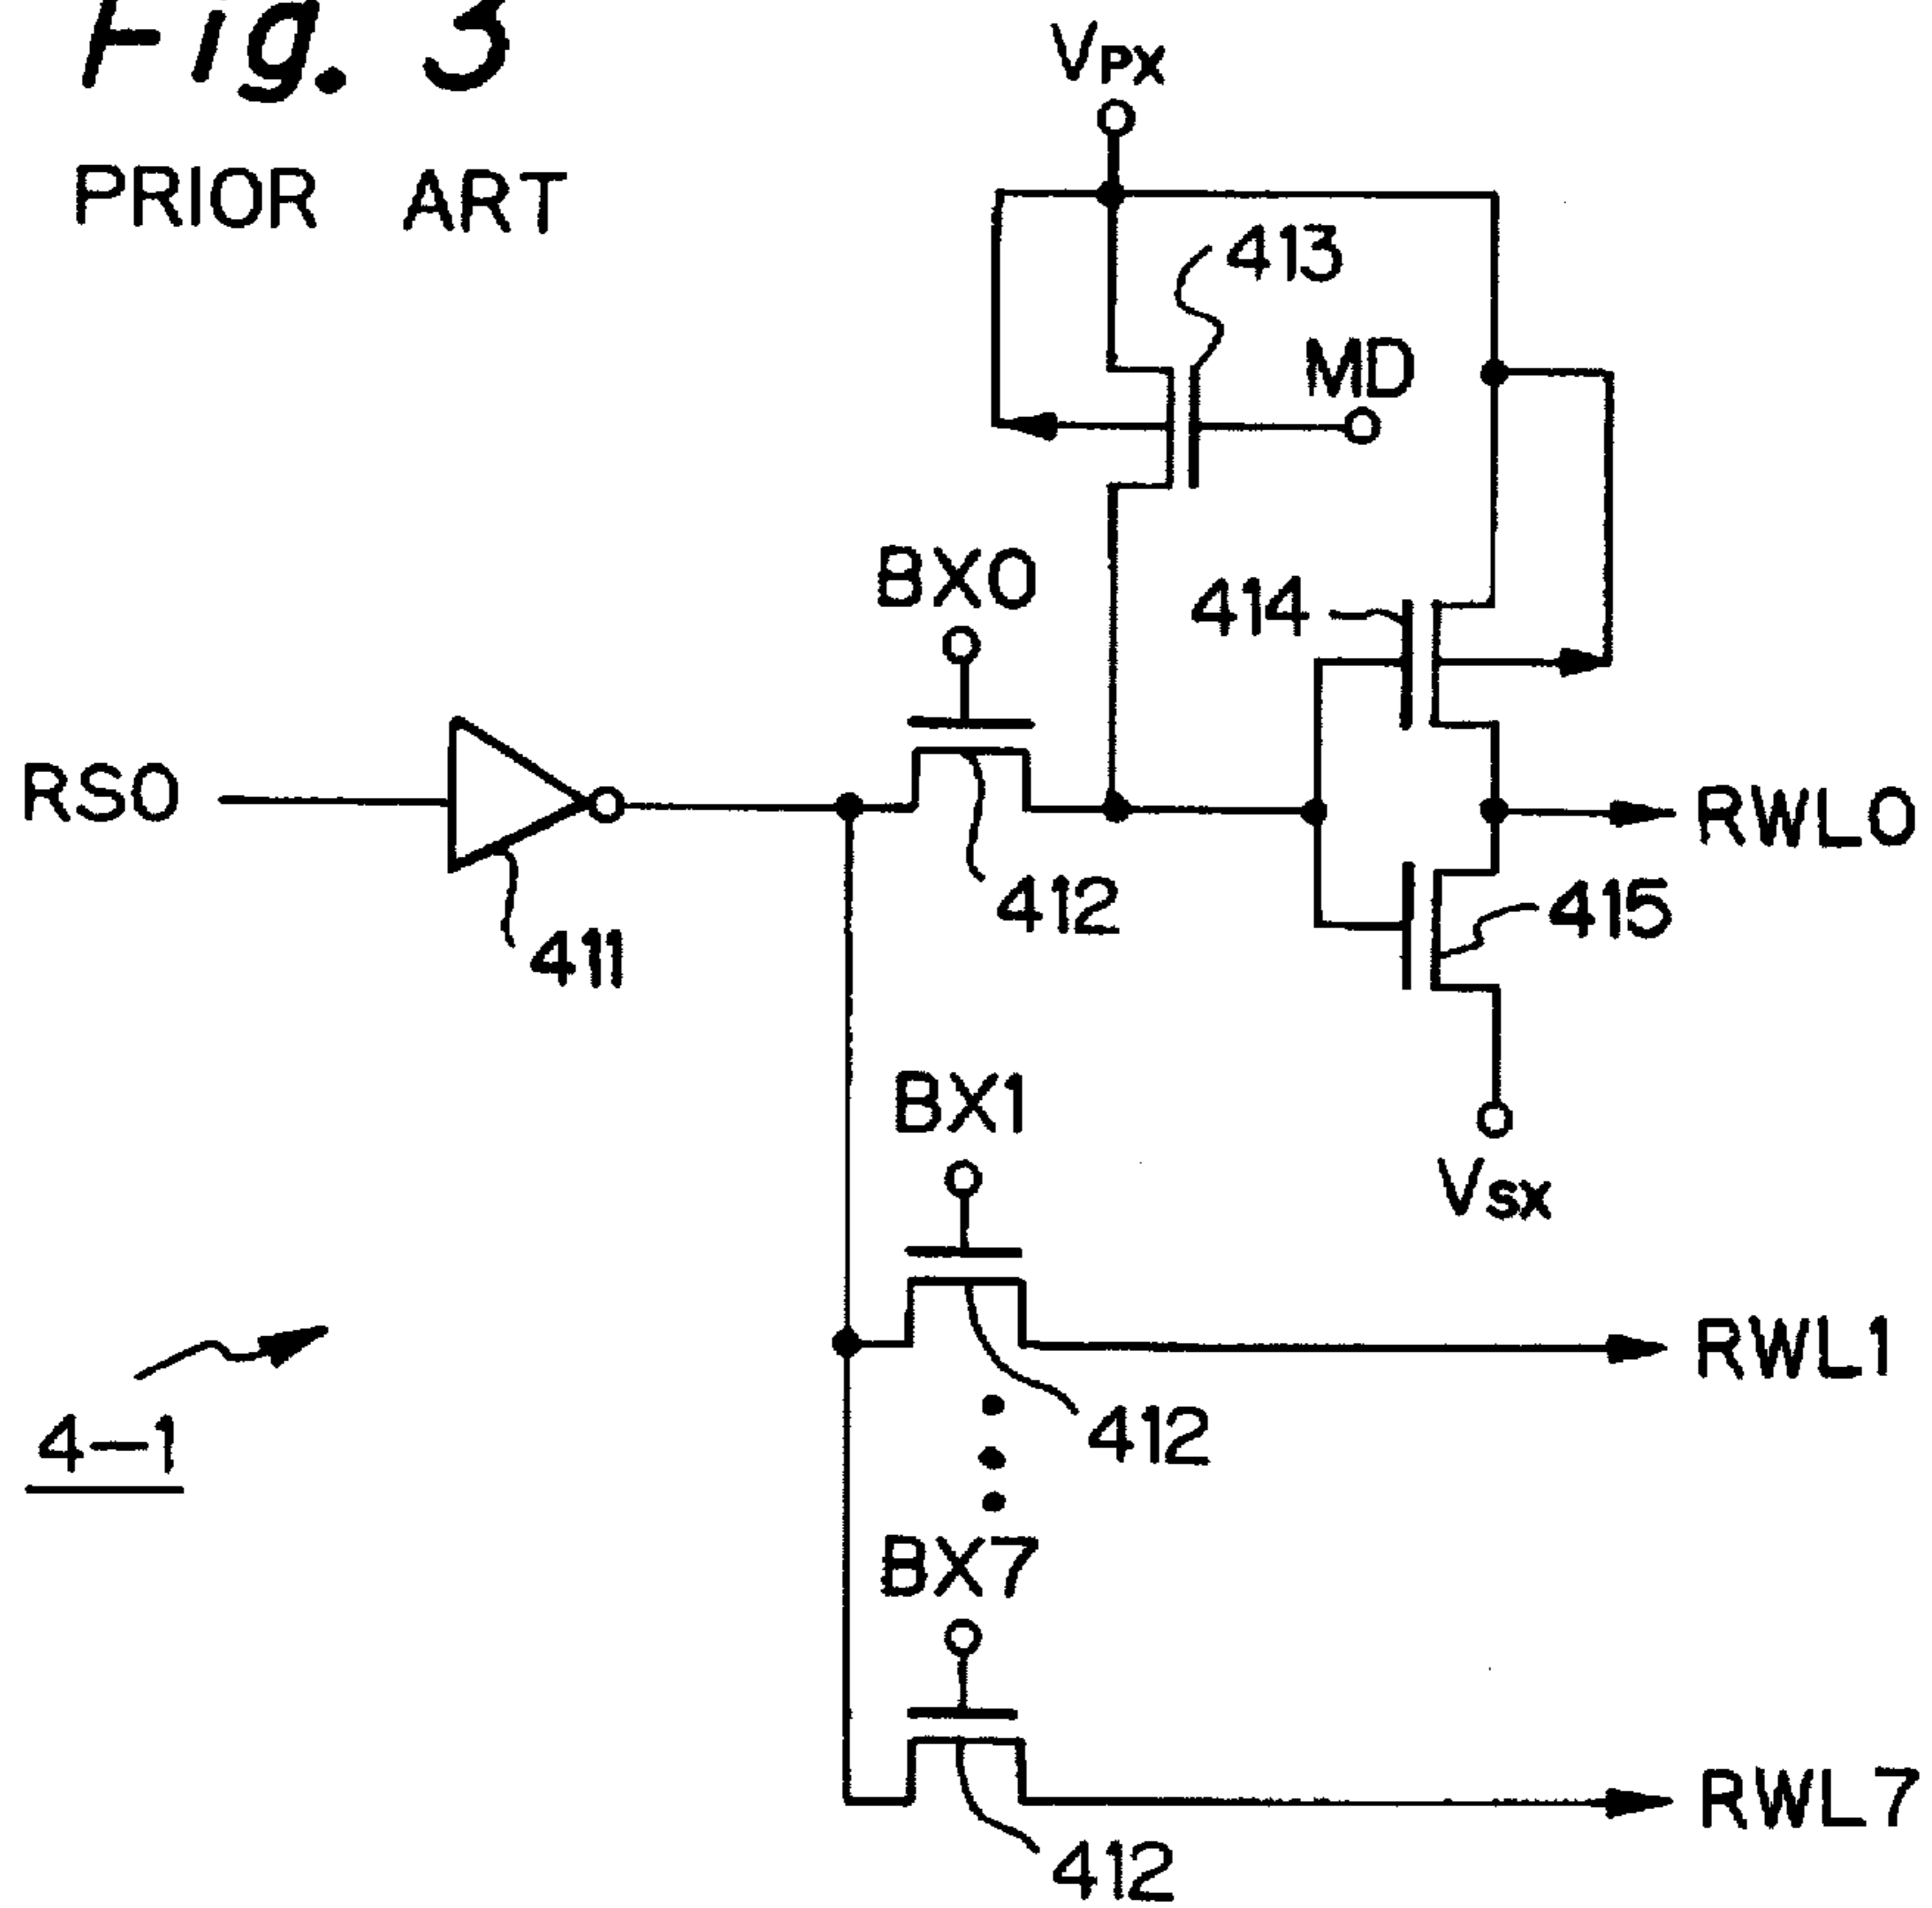 Fig. 3
PRIOR ART
VPX
413
MD
BX0
414
RS0
RWL0
412
415
411
BX1
VSX
RWL1
412
4-1
BX7
RWL7
412